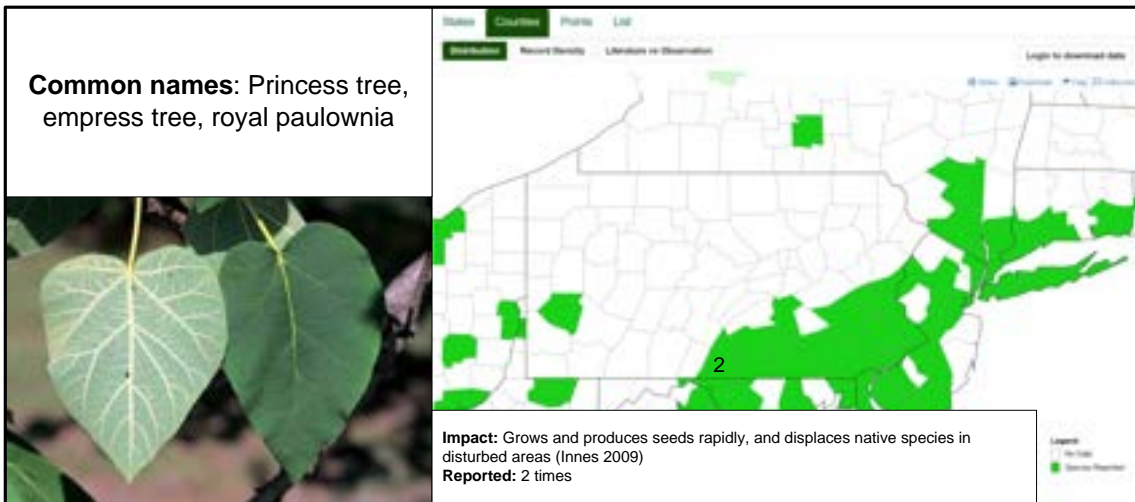 Common names: Princess tree,
empress tree, royal paulownia
States Counties Points List
Distribution Record Density Literature vs Observation
Login to download data
2
Impact: Grows and produces seeds rapidly, and displaces native species in
disturbed areas (Innes 2009)
Reported: 2 times
Legend
No Data
Species Reported